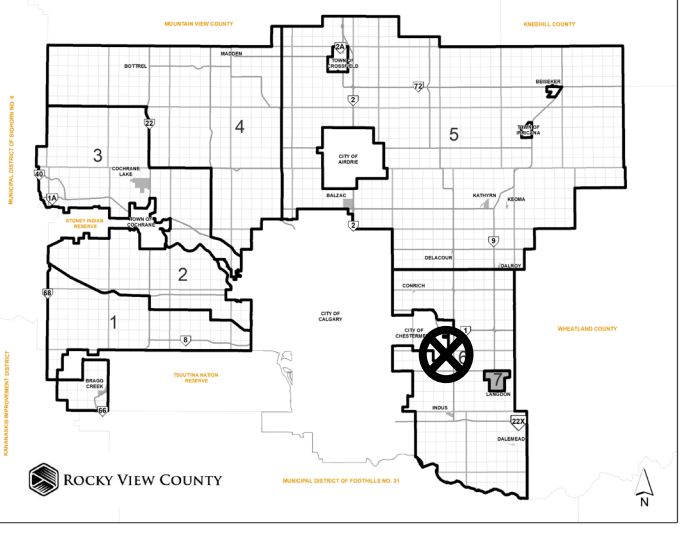 MOUNTAIN VIEW COUNTY
KNEEHILL COUNTY
MADDEN
2A
TOWN OF
CROSSFIELD
BOTTREL
72
BEISEKER
2
22
4
5
TOWN OF
IRRICANA
3
CITY OF
AIRDRIE
MUNICIPAL DISTRICT OF BIGHORN NO. 8
COCHRANE
LAKE
40
1A
BALZAC
KATHYRN
KEOMA
STONEY INDIAN
RESERVE
TOWN OF
COCHRANE
2
9
DELACOUR
DALROY
2
CONRICH
68
1
CITY OF
CALGARY
CITY OF
1
WHEATLAND COUNTY
8
6
KANANASKIS IMPROVEMENT DISTRICT
TSUUTINA NATION
RESERVE
BRAGG
CREEK
7
LANGDON
66
INDUS
22X
DALEMEAD
ROCKY VIEW COUNTY
MUNICIPAL DISTRICT OF FOOTHILLS NO. 31
N